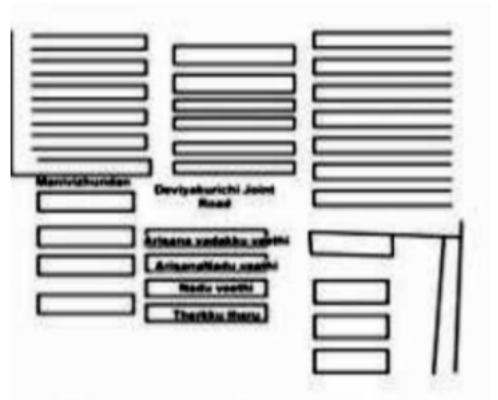 Manivizhundan
Deviyakurichi Joint
Road
Arisana vadakku veethi
ArisanaNadu veethi
Nadu veethi
Therkku theru